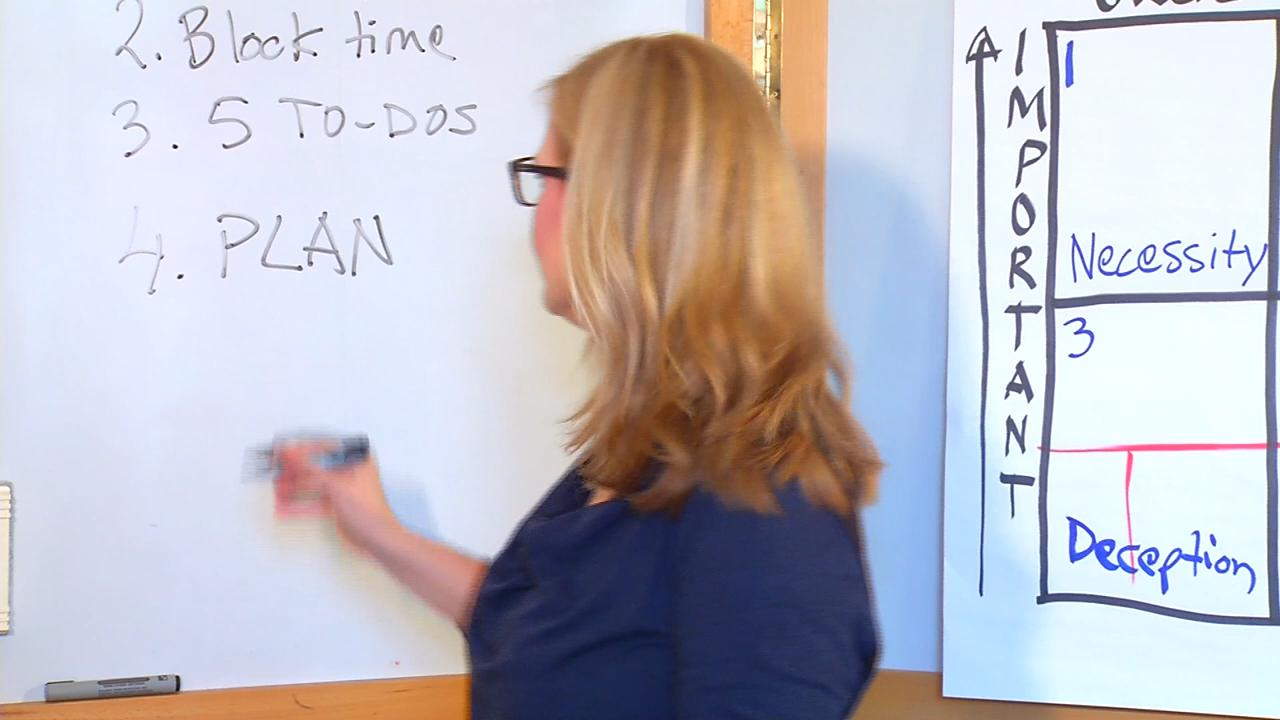 2. Block time
3. 5 TO-DOS
4. PLAN
IMPORTANT
1
Necessity
3
Deception